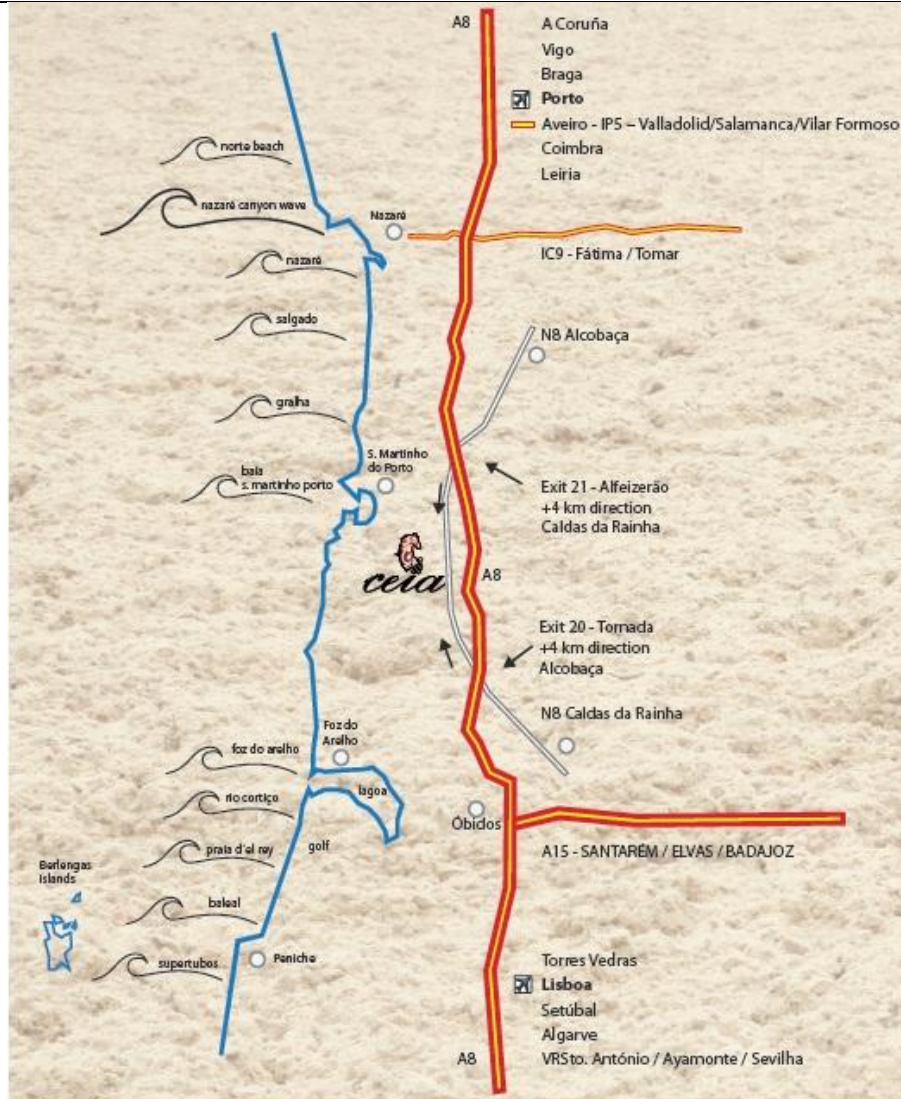 A8
A Coruña
Vigo
Braga
Porto
Aveiro - IP5 – Valladolid/Salamanca/Vilar Formoso
Coimbra
Leíria
norte beach
nazaré canyon wave
Nazaré
IC9 - Fátima / Tomar
nazaré
salgado
N8 Alcobaça
gralha
S. Martinho
do Porto
baía
s. martinho porto
Exit 21 - Alfeizerão
+4 km direction
Caldas da Rainha
ceia
A8
Exit 20 - Tornada
+4 km direction
Alcobaça
N8 Caldas da Rainha
Foz do
Arelho
foz do arelho
lagoa
rio cortiço
Óbidos
golf
praia d'el rey
A15 - SANTARÉM / ELVAS / BADAJOZ
Berlengas
islands
baleal
Peniche
supertubos
Torres Vedras
Lisboa
Setúbal
Algarve
A8
VRSto. António / Ayamonte / Sevilha